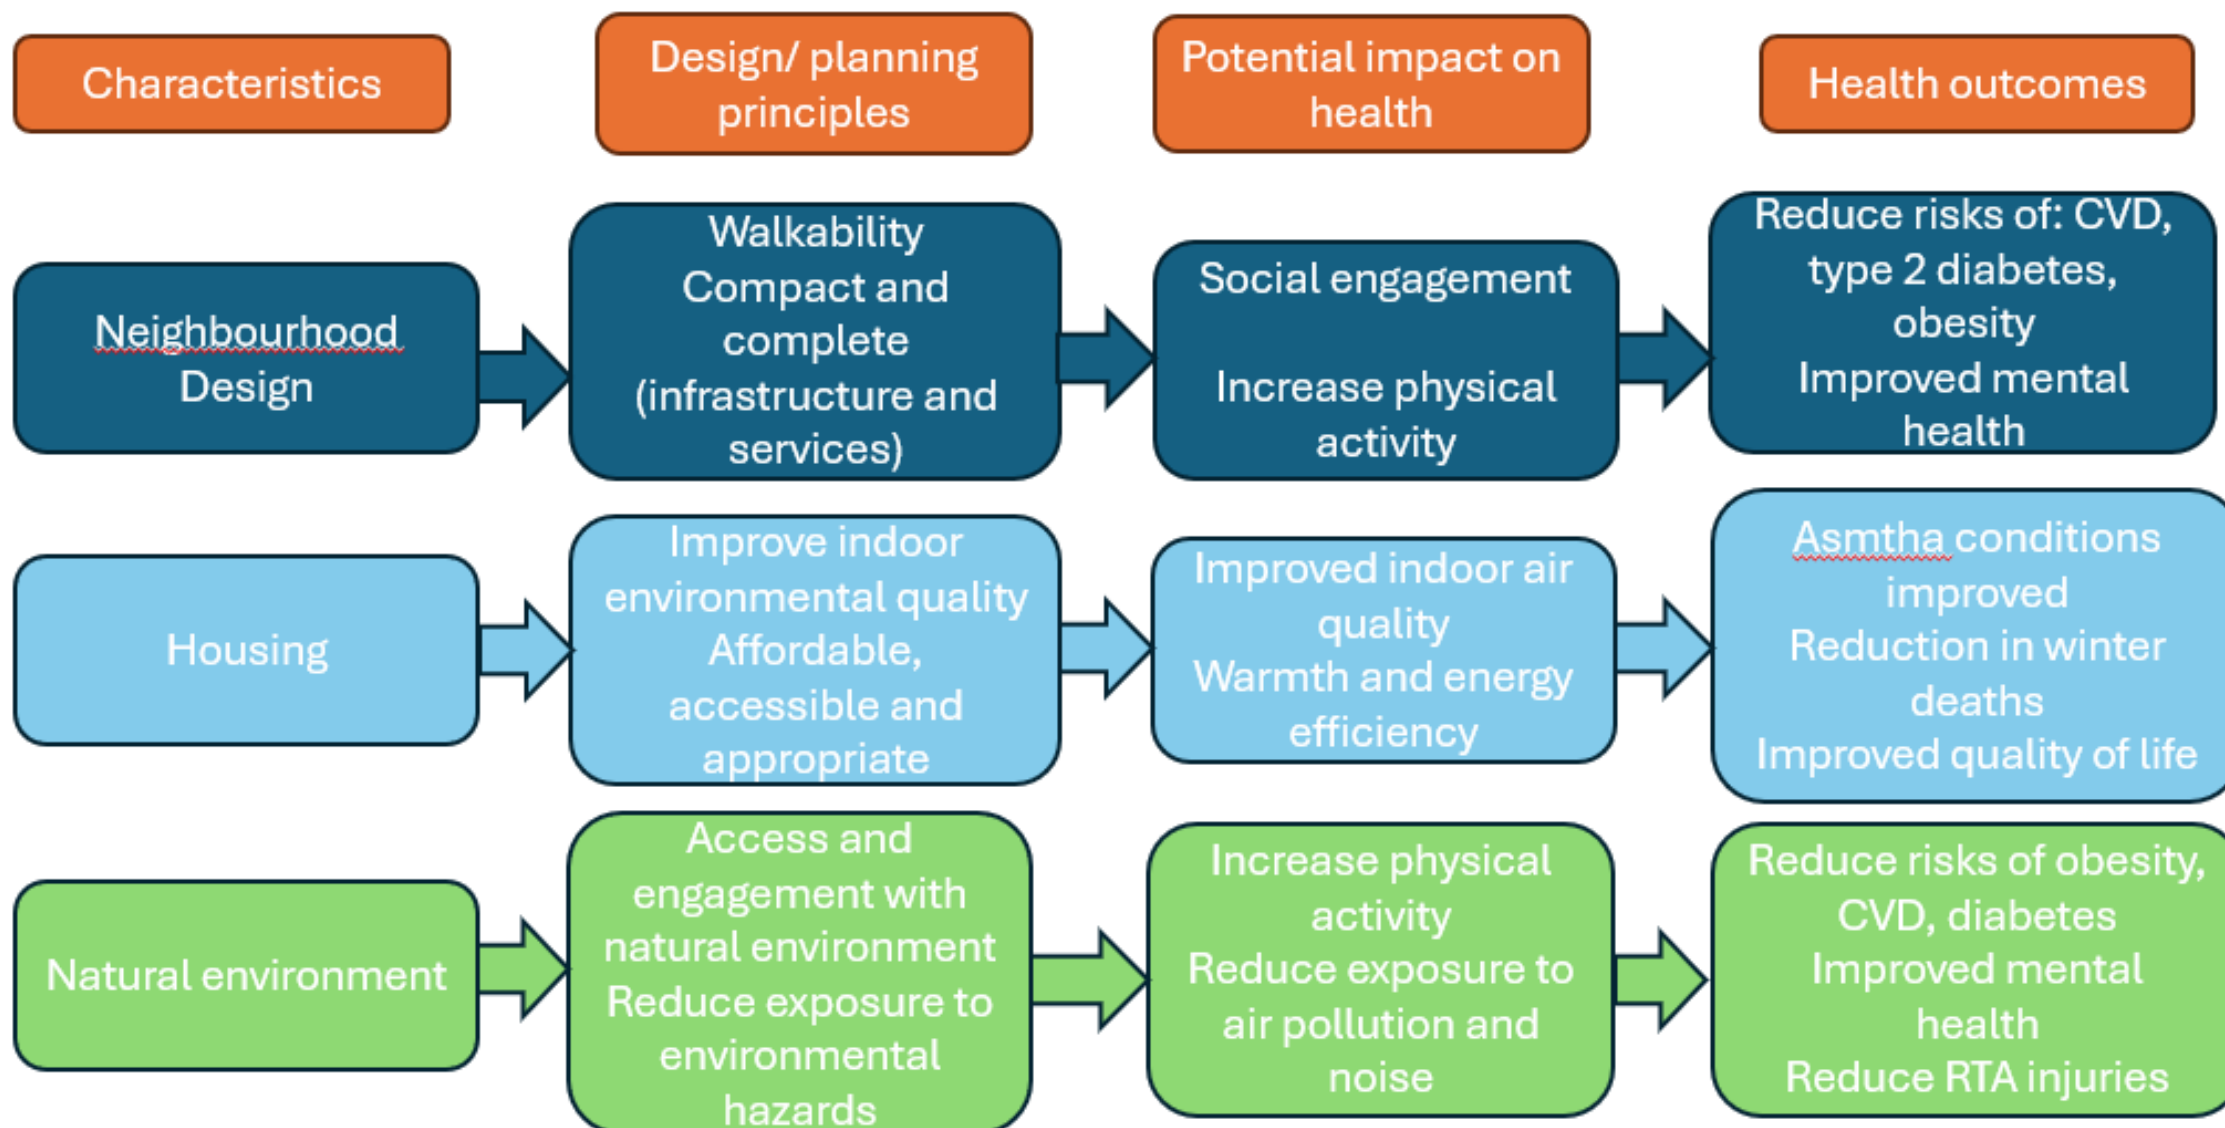 Characteristics
Design/ planning
principles
Potential impact on
health
Health outcomes
Neighbourhood
Design
Walkability
Compact and
complete
(infrastructure and
services)
Social engagement
Increase physical
activity
Reduce risks of: CVD,
type 2 diabetes,
obesity
Improved mental
health
Housing
Improve indoor
environmental quality
Affordable,
accessible and
appropriate
Improved indoor air
quality
Warmth and energy
efficiency
Asmtha conditions
improved
Reduction in winter
deaths
Improved quality of life
Natural environment
Access and
engagement with
natural environment
Reduce exposure to
environmental
hazards
Increase physical
activity
Reduce exposure to
air pollution and
noise
Reduce risks of obesity,
CVD, diabetes
Improved mental
health
Reduce RTA injuries